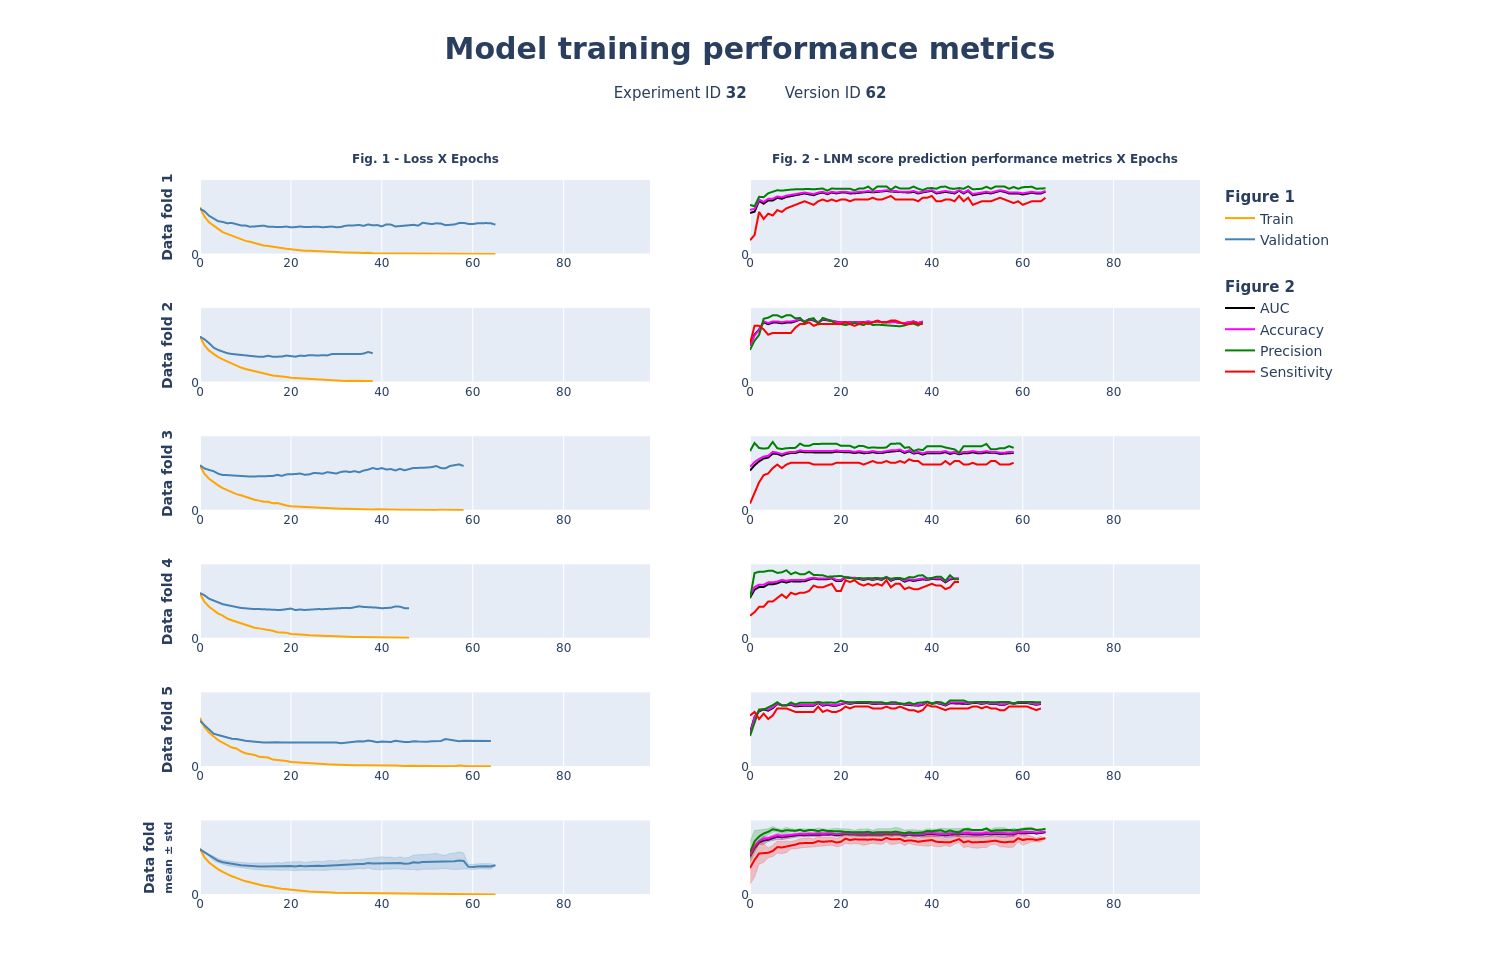 Model training performance metrics
Experiment ID 32 Version ID 62
Fig. 1 - Loss X Epochs
Fig. 2 - LNM score prediction performance metrics X Epochs
Data fold 1
0
0 20 40 60 80
0
0 20 40 60 80
Figure 1
Train
Validation
Figure 2
AUC
Accuracy
Precision
Sensitivity
Data fold 2
0
0 20 40 60 80
0
0 20 40 60 80
Data fold 3
0
0 20 40 60 80
0
0 20 40 60 80
Data fold 4
0
0 20 40 60 80
0
0 20 40 60 80
Data fold 5
0
0 20 40 60 80
0
0 20 40 60 80
Data fold
mean ± std
0
0 20 40 60 80
0
0 20 40 60 80